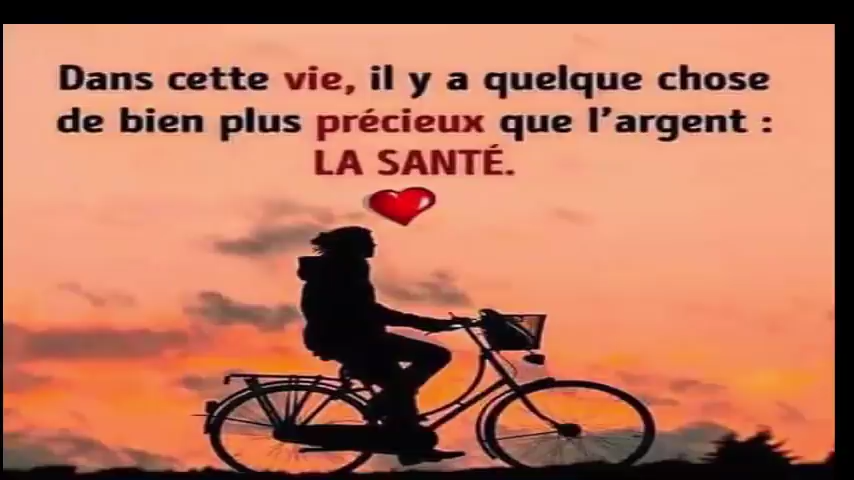 Dans cette vie, il y a quelque chose
de bien plus précieux que l'argent :
LA SANTÉ.